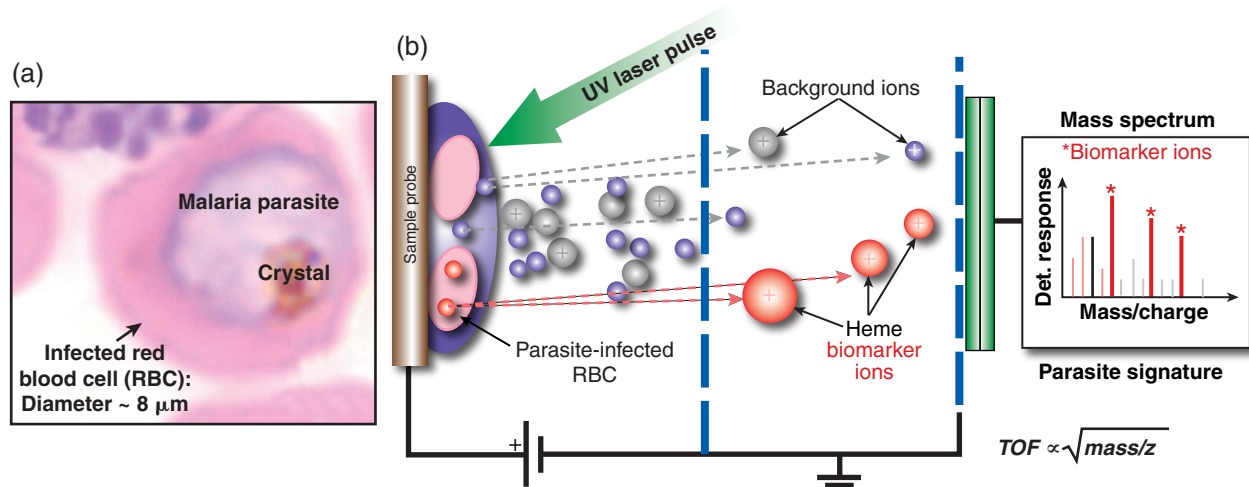 (a)
Malaria parasite
Crystal
Infected red
blood cell (RBC):
Diameter ~ 8 μm
(b)
UV laser pulse
Sample probe
Background ions
Parasite-infected
RBC
Heme
biomarker
ions
+
Mass spectrum
*Biomarker ions
Det. response
* * *
Mass/charge
Parasite signature
TOF ∝ √mass/z